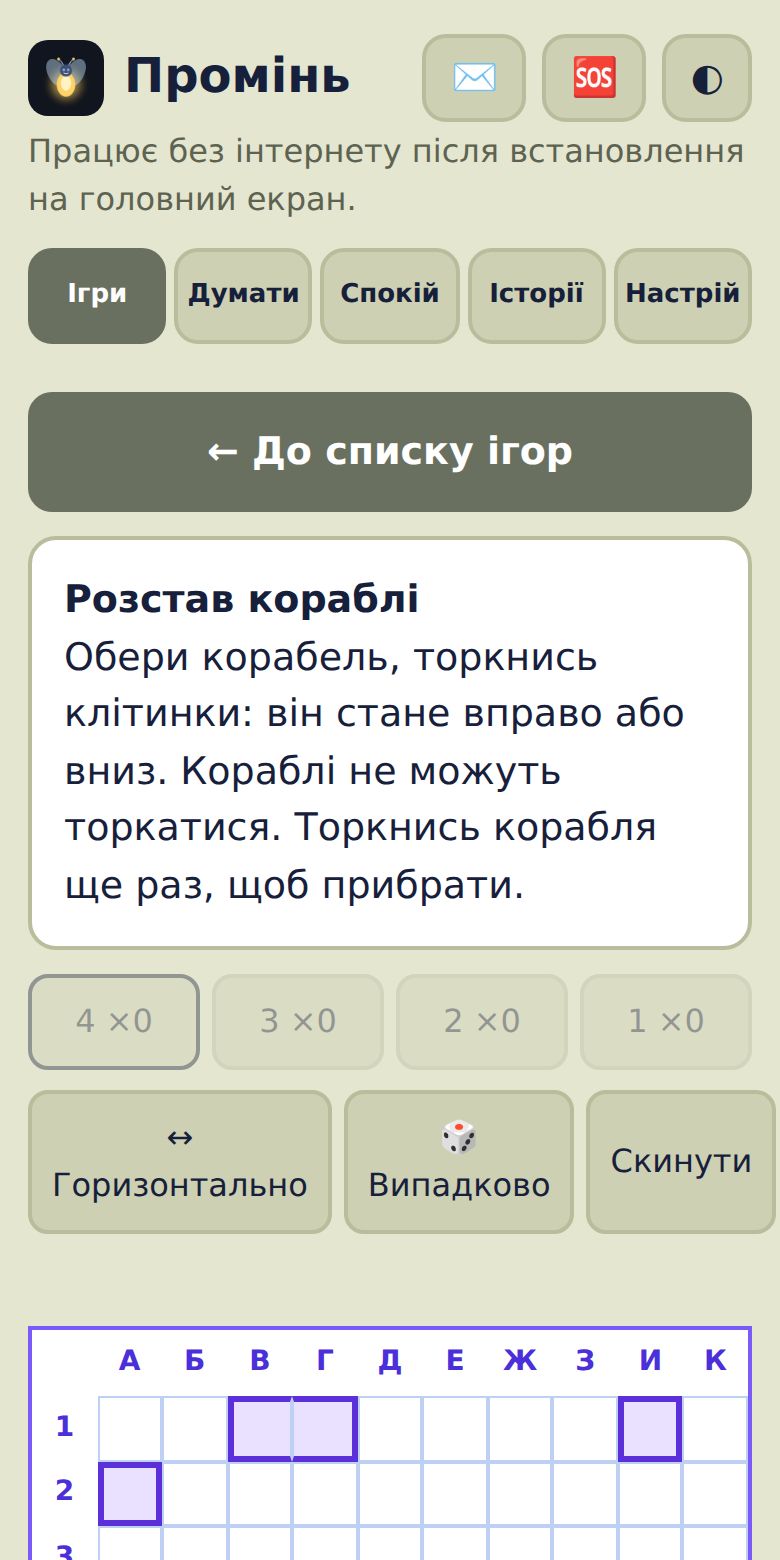 Промінь
🆘
Працює без інтернету після встановлення
на головний екран.
Ігри Думати Спокій Історії Настрій
← До списку ігор
Розстав кораблі
Обери корабель, торкнись
клітинки: він стане вправо або
вниз. Кораблі не можуть
торкатися. Торкнись корабля
ще раз, щоб прибрати.
4 ×0 3 ×0 2 ×0 1 ×0
↔
Горизонтально Випадково Скинути
А Б В Г Д Е Ж З И К
1
2
3